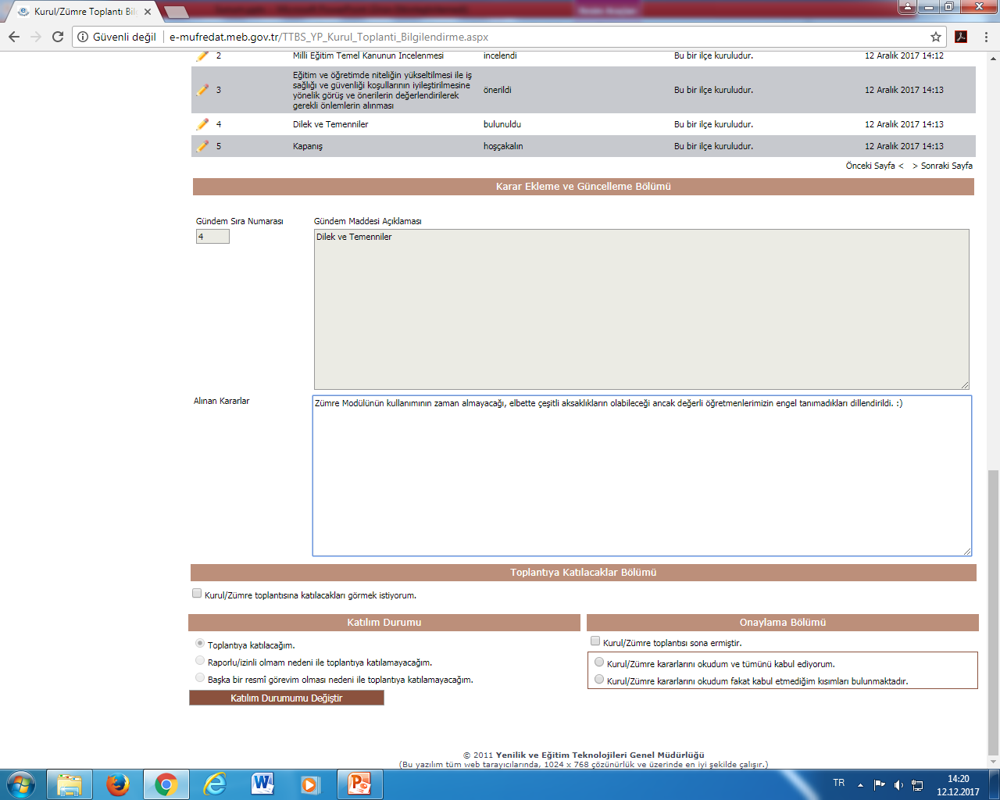 Kurul/Zümre Toplantı Bil
Güvenli değil
e-mufredat.meb.gov.tr/TTBS_YP_Kurul_Toplanti_Bilgilendirme.aspx
2 Milli Eğitim Temel Kanunun İncelenmesi incelendi Bu bir ilçe kuruludur. 12 Aralık 2017 14:12
Eğitim ve öğretimde niteliğin yükseltilmesi ile iş
sağlığı ve güvenliği koşullarının iyileştirilmesine
yönelik görüş ve önerilerin değerlendirilerek
gerekli önlemlerin alınması
3 önerildi Bu bir ilçe kuruludur. 12 Aralık 2017 14:13
4 Dilek ve Temenniler bulunuldu Bu bir ilçe kuruludur. 12 Aralık 2017 14:13
5 Kapanış hoşçakalın Bu bir ilçe kuruludur. 12 Aralık 2017 14:13
Önceki Sayfa < > Sonraki Sayfa
Karar Ekleme ve Güncelleme Bölümü
Gündem Sıra Numarası Gündem Maddesi Açıklaması
4 Dilek ve Temenniler
Alınan Kararlar
Zümre Modülünün kullanımının zaman almayacağı, elbette çeşitli aksaklıkların olabileceği ancak değerli öğretmenlerimizin engel tanımadıkları dillendirildi. :)
Toplantıya Katılacaklar Bölümü
Kurul/Zümre toplantısına katılacakları görmek istiyorum.
Katılım Durumu
Toplantıya katılacağım.
Raporlu/izinli olmam nedeni ile toplantıya katılamayacağım.
Başka bir resmî görevim olması nedeni ile toplantıya katılamayacağım.
Katılım Durumumu Değiştir
Onaylama Bölümü
Kurul/Zümre toplantısı sona ermiştir.
Kurul/Zümre kararlarını okudum ve tümünü kabul ediyorum.
Kurul/Zümre kararlarını okudum fakat kabul etmediğim kısımları bulunmaktadır.
© 2011 Yenilik ve Eğitim Teknolojileri Genel Müdürlüğü
(Bu yazılım tüm web tarayıcılarında, 1024 x 768 çözünürlük ve üzerinde en iyi şekilde çalışır.)
TR
14:20
12.12.2017